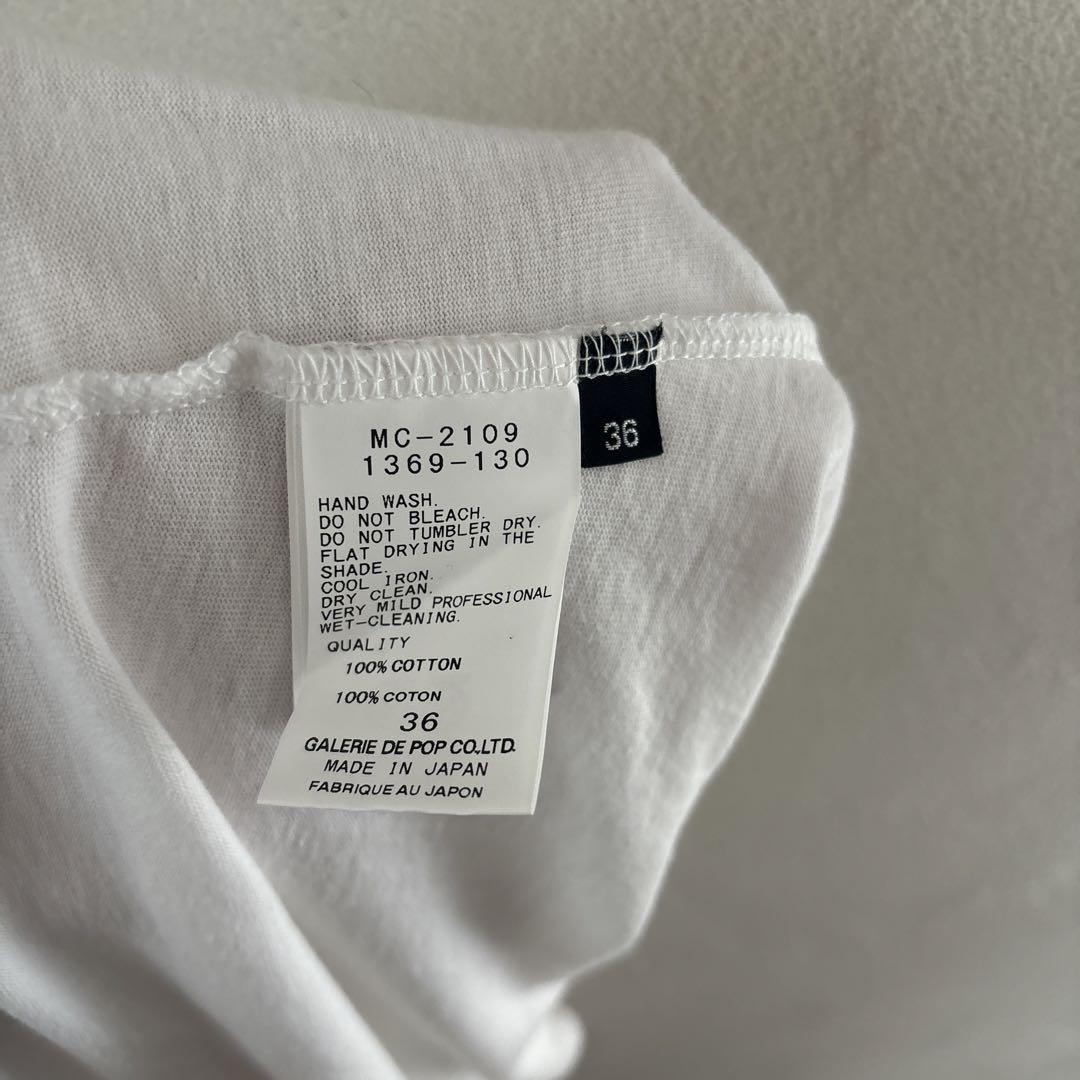 MC-2109
1369-130
HAND WASH.
DO NOT BLEACH.
DO NOT TUMBLER DRY.
FLAT DRYING IN THE
SHADE.
COOL IRON.
DRY CLEAN.
VERY MILD PROFESSIONAL
WET-CLEANING.
QUALITY
100% COTTON
100% COTON
36
GALERIE DE POP CO.,LTD.
MADE IN JAPAN
FABRIQUE AU JAPON
36